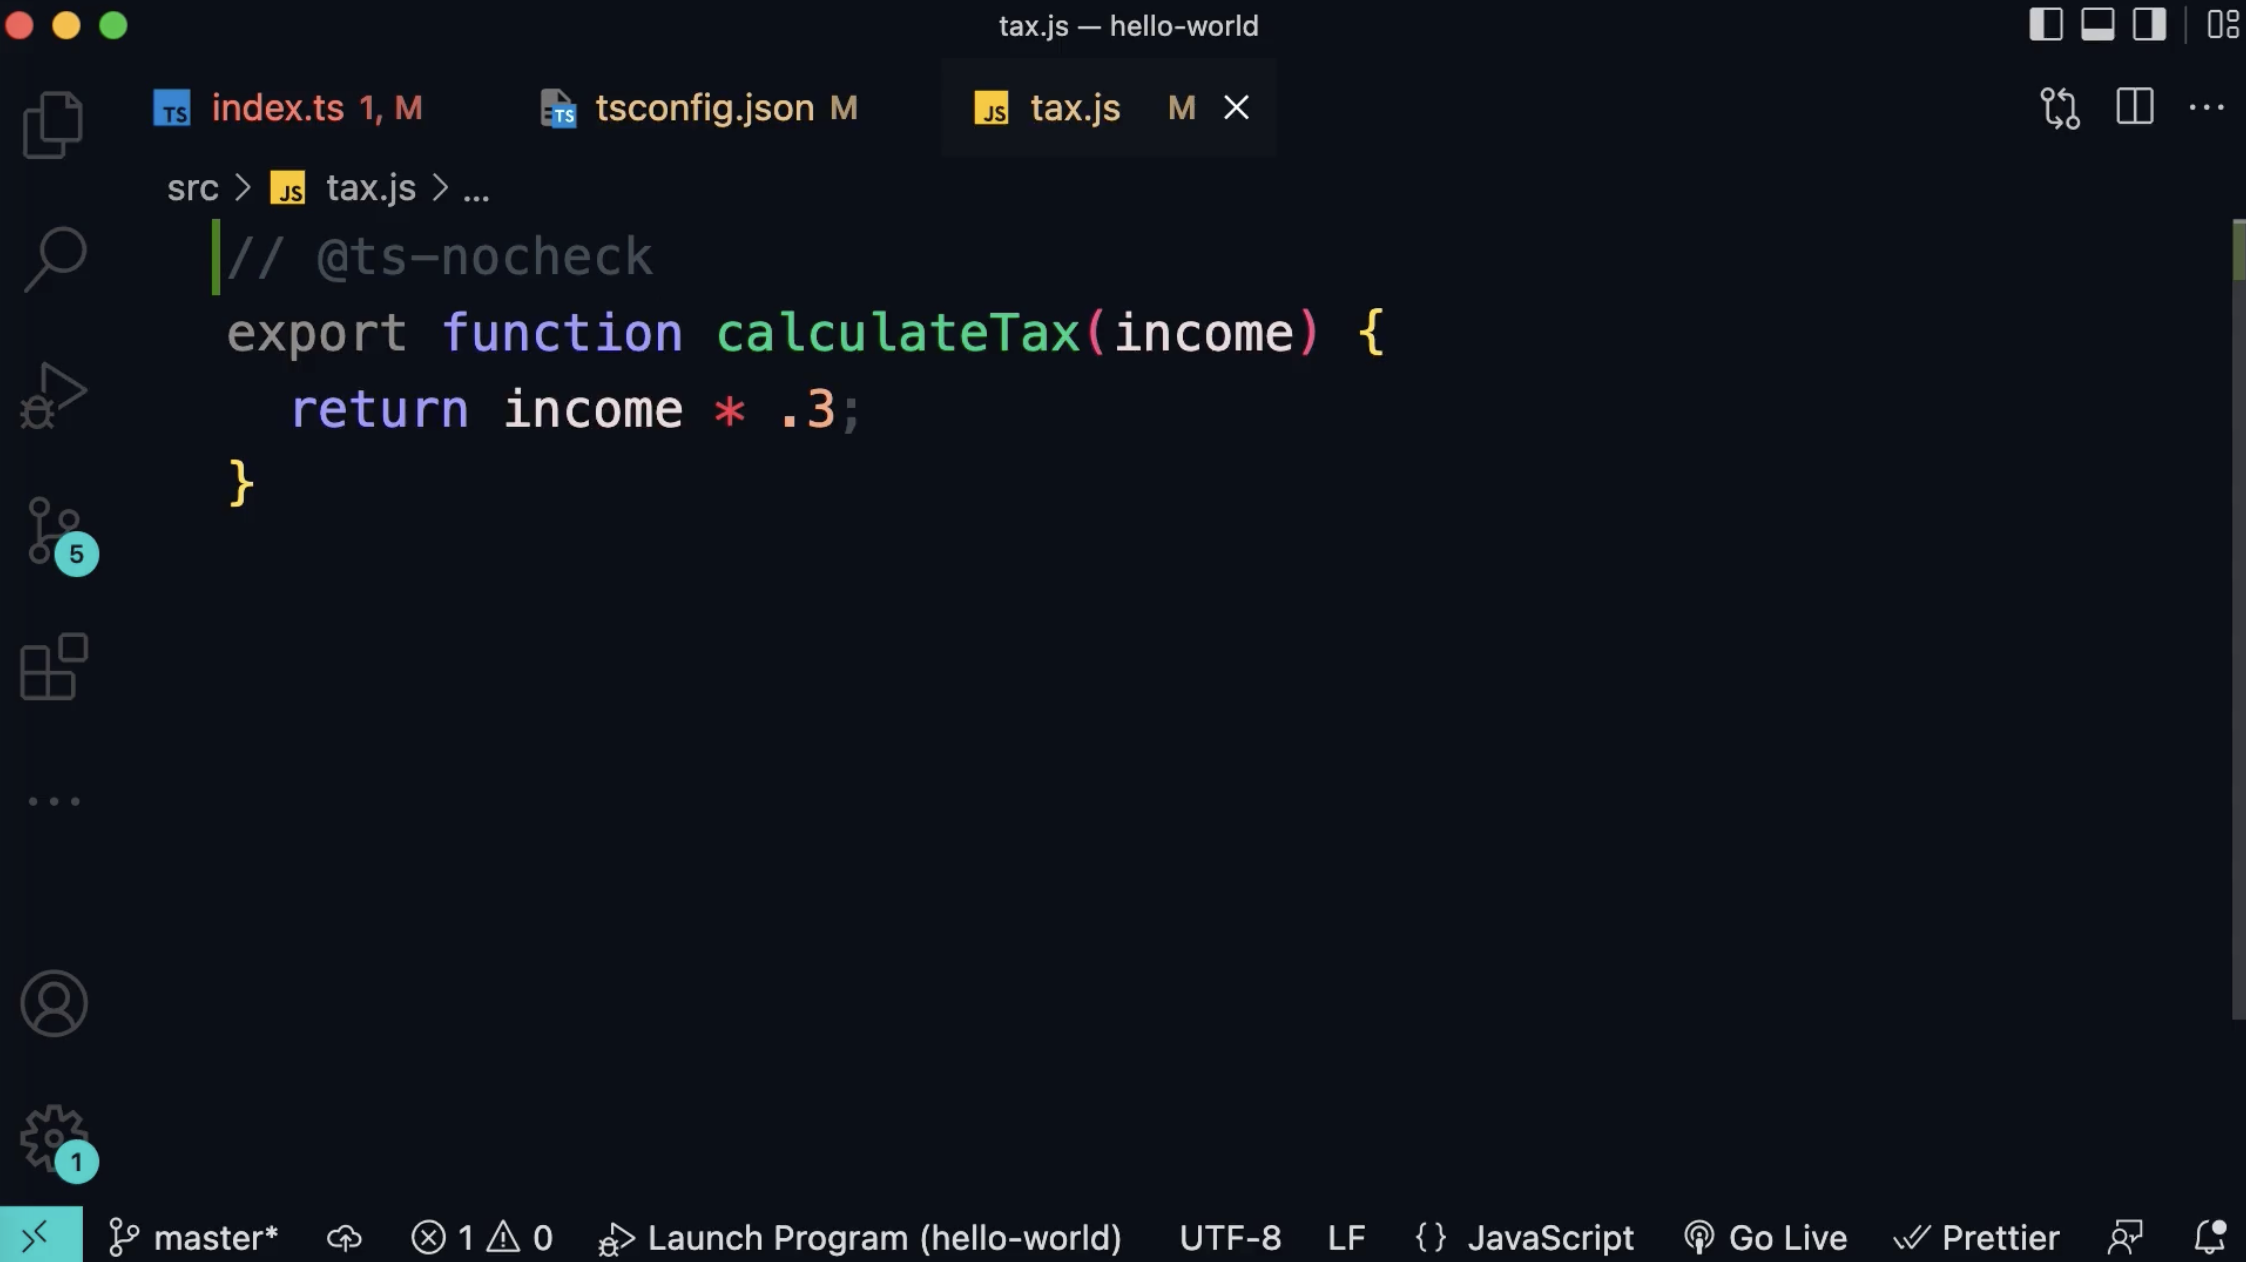 tax.js — hello-world
TS index.ts 1, M
TS tsconfig.json M
JS tax.js M
src > JS tax.js > ...
// @ts-nocheck
export function calculateTax(income) {
  return income * .3;
}
5
1
master* 1 0 Launch Program (hello-world) UTF-8 LF {} JavaScript Go Live Prettier